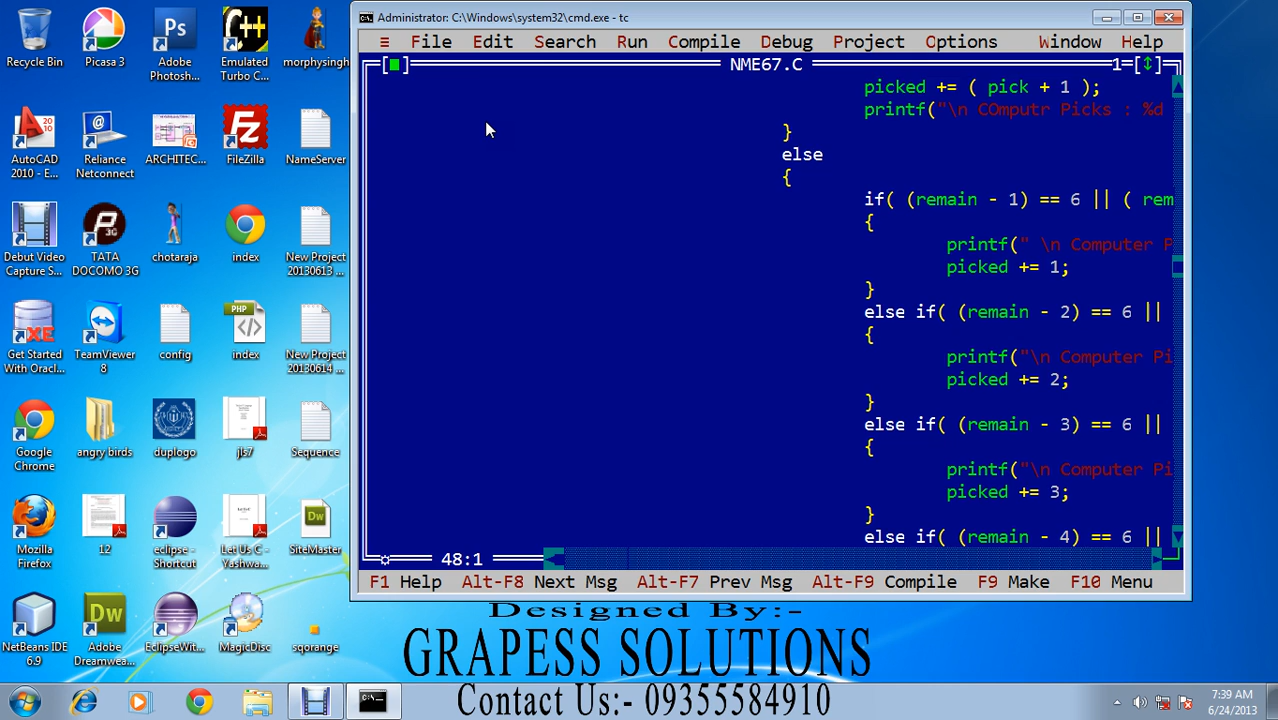 Recycle Bin
Picasa 3
Adobe Photosh...
Emulated Turbo C...
morphysingh
AutoCAD 2010 - E...
Reliance Netconnect
ARCHITEC...
FileZilla
NameServer
Debut Video Capture S...
TATA DOCOMO 3G
chotaraja
index
New Project 20130613 ...
Get Started With Oracl...
TeamViewer 8
config
index
New Project 20130614 ...
Google Chrome
angry birds
duplogo
jls7
Sequence
Mozilla Firefox
12
eclipse - Shortcut
Let Us C - Yashwa...
SiteMaster
NetBeans IDE 6.9
Adobe Dreamwea...
EclipseWit...
MagicDisc
sqorange
Administrator: C:\Windows\system32\cmd.exe - tc
≡ File Edit Search Run Compile Debug Project Options Window Help
NME67.C 1=[↕]
picked += ( pick + 1 );
printf("\n COmputr Picks : %d
}
else
{
if( (remain - 1) == 6 || ( rem
{
printf(" \n Computer P
picked += 1;
}
else if( (remain - 2) == 6 ||
{
printf("\n Computer Pi
picked += 2;
}
else if( (remain - 3) == 6 ||
{
printf("\n Computer Pi
picked += 3;
}
else if( (remain - 4) == 6 ||
48:1
F1 Help Alt-F8 Next Msg Alt-F7 Prev Msg Alt-F9 Compile F9 Make F10 Menu
Designed By:-
GRAPESS SOLUTIONS
Contact Us:- 09355584910
7:39 AM
6/24/2013